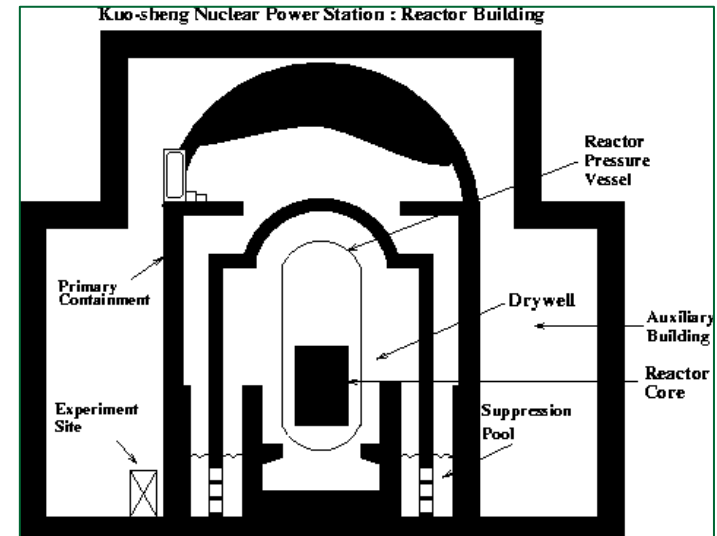 Kuo-sheng Nuclear Power Station : Reactor Building
Reactor
Pressure
Vessel
Primary
Containment
Drywell
Auxiliary
Building
Reactor
Core
Experiment
Site
Suppression
Pool